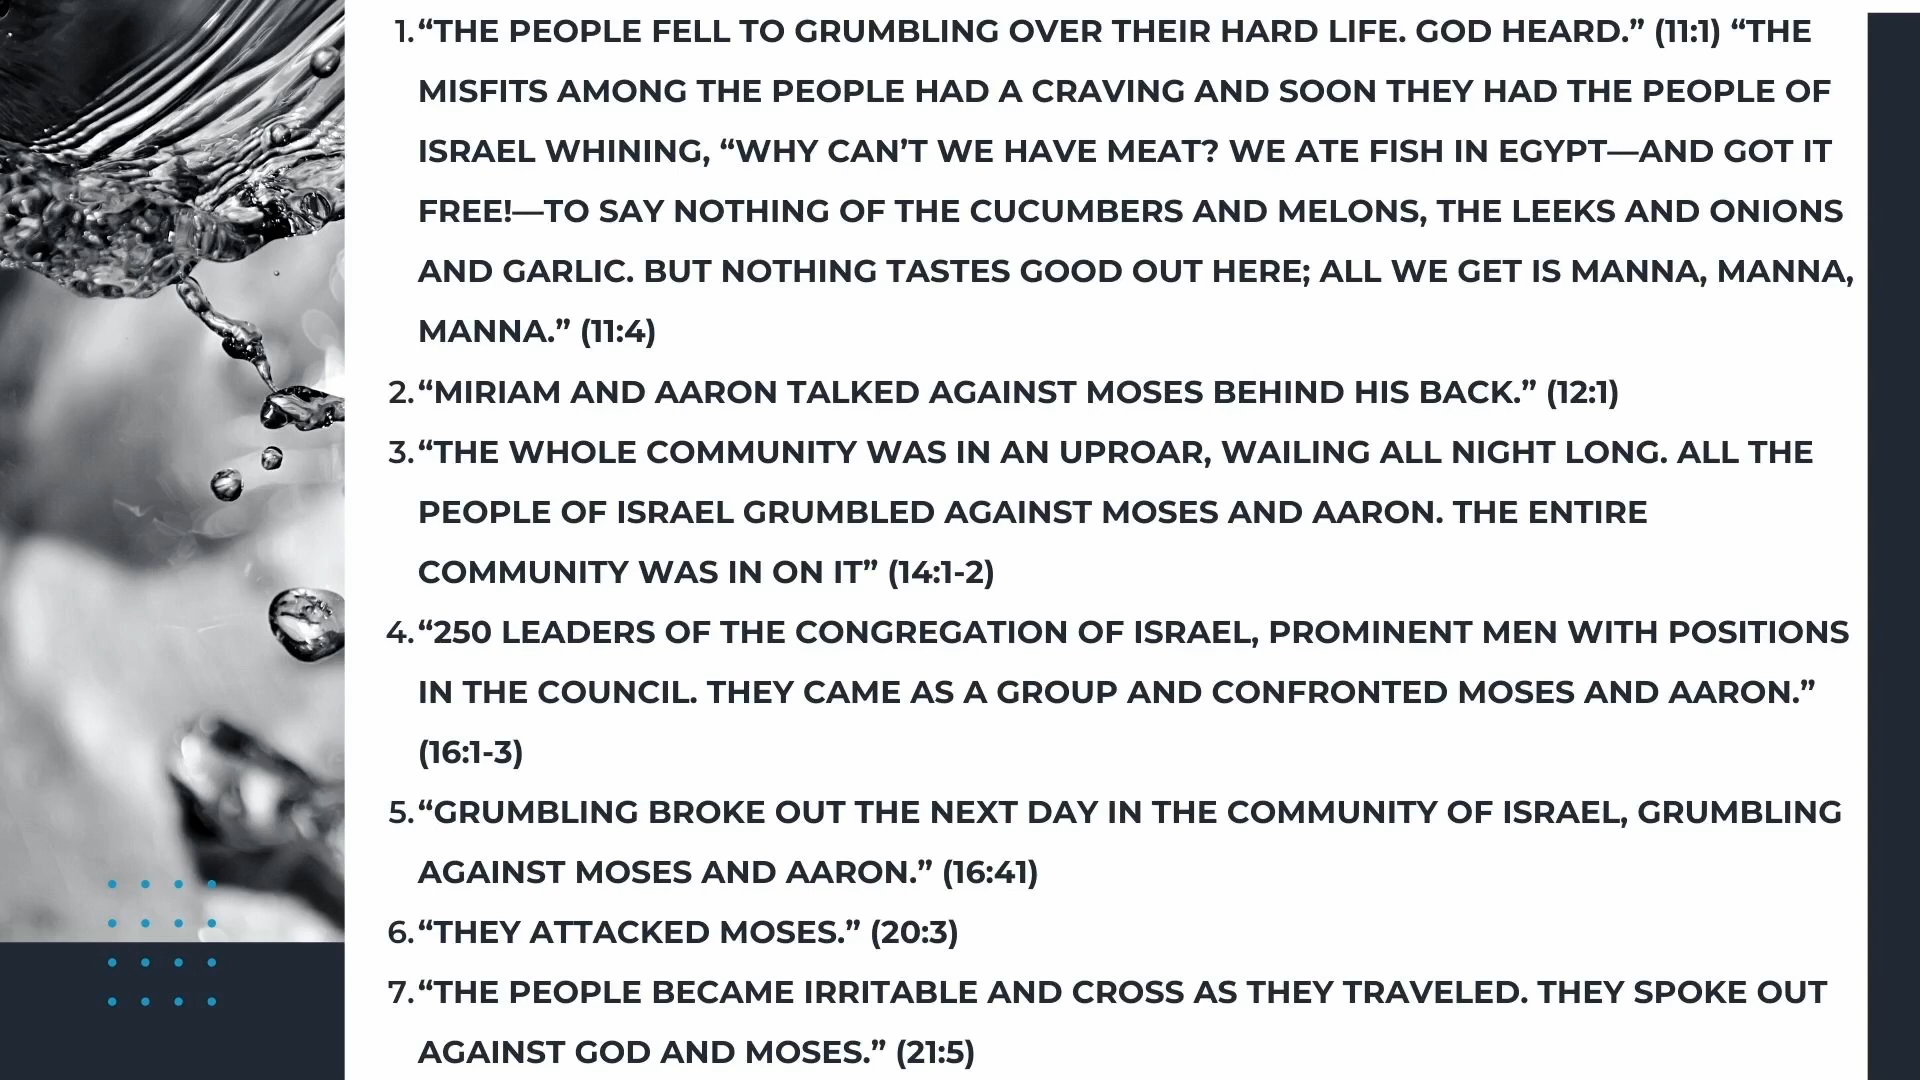 1. “THE PEOPLE FELL TO GRUMBLING OVER THEIR HARD LIFE. GOD HEARD.” (11:1) “THE
MISFITS AMONG THE PEOPLE HAD A CRAVING AND SOON THEY HAD THE PEOPLE OF
ISRAEL WHINING, “WHY CAN’T WE HAVE MEAT? WE ATE FISH IN EGYPT—AND GOT IT
FREE!—TO SAY NOTHING OF THE CUCUMBERS AND MELONS, THE LEEKS AND ONIONS
AND GARLIC. BUT NOTHING TASTES GOOD OUT HERE; ALL WE GET IS MANNA, MANNA,
MANNA.” (11:4)
2. “MIRIAM AND AARON TALKED AGAINST MOSES BEHIND HIS BACK.” (12:1)
3. “THE WHOLE COMMUNITY WAS IN AN UPROAR, WAILING ALL NIGHT LONG. ALL THE
PEOPLE OF ISRAEL GRUMBLED AGAINST MOSES AND AARON. THE ENTIRE
COMMUNITY WAS IN ON IT” (14:1-2)
4. “250 LEADERS OF THE CONGREGATION OF ISRAEL, PROMINENT MEN WITH POSITIONS
IN THE COUNCIL. THEY CAME AS A GROUP AND CONFRONTED MOSES AND AARON.”
(16:1-3)
5. “GRUMBLING BROKE OUT THE NEXT DAY IN THE COMMUNITY OF ISRAEL, GRUMBLING
AGAINST MOSES AND AARON.” (16:41)
6. “THEY ATTACKED MOSES.” (20:3)
7. “THE PEOPLE BECAME IRRITABLE AND CROSS AS THEY TRAVELED. THEY SPOKE OUT
AGAINST GOD AND MOSES.” (21:5)